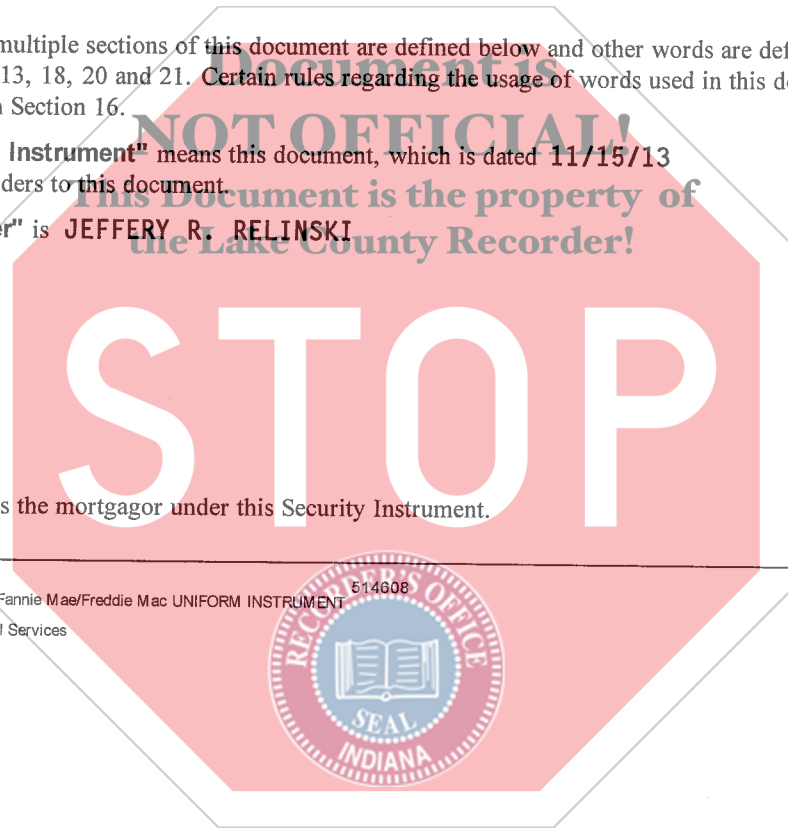 multiple sections of this document are defined below and other words are def
Document is
13, 18, 20 and 21. Certain rules regarding the usage of words used in this d
Section 16.
NOT OFFICIAL!
Instrument" means this document, which is dated 11/15/13
ders to this document.
This Document is the property of
er" is JEFFERY R. RELINSKI
the Lake County Recorder!
STOP
s the mortgagor under this Security Instrument.
Fannie Mae/Freddie Mac UNIFORM INSTRUMENT 514608
l Services
RECORDER'S OFFICE
SEAL
INDIANA